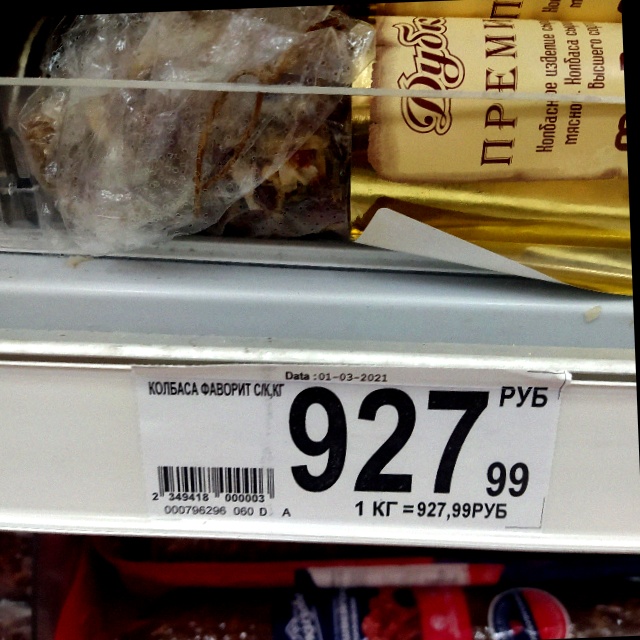 Дубк
ПРЕМИ
Колбасное изделие
мясно
Колбаса
высшего
Data :01-03-2021
КОЛБАСА ФАВОРИТ С/К,КГ
927 99 РУБ
2 349418 000003
000796296 060 D A
1 КГ =927,99РУБ